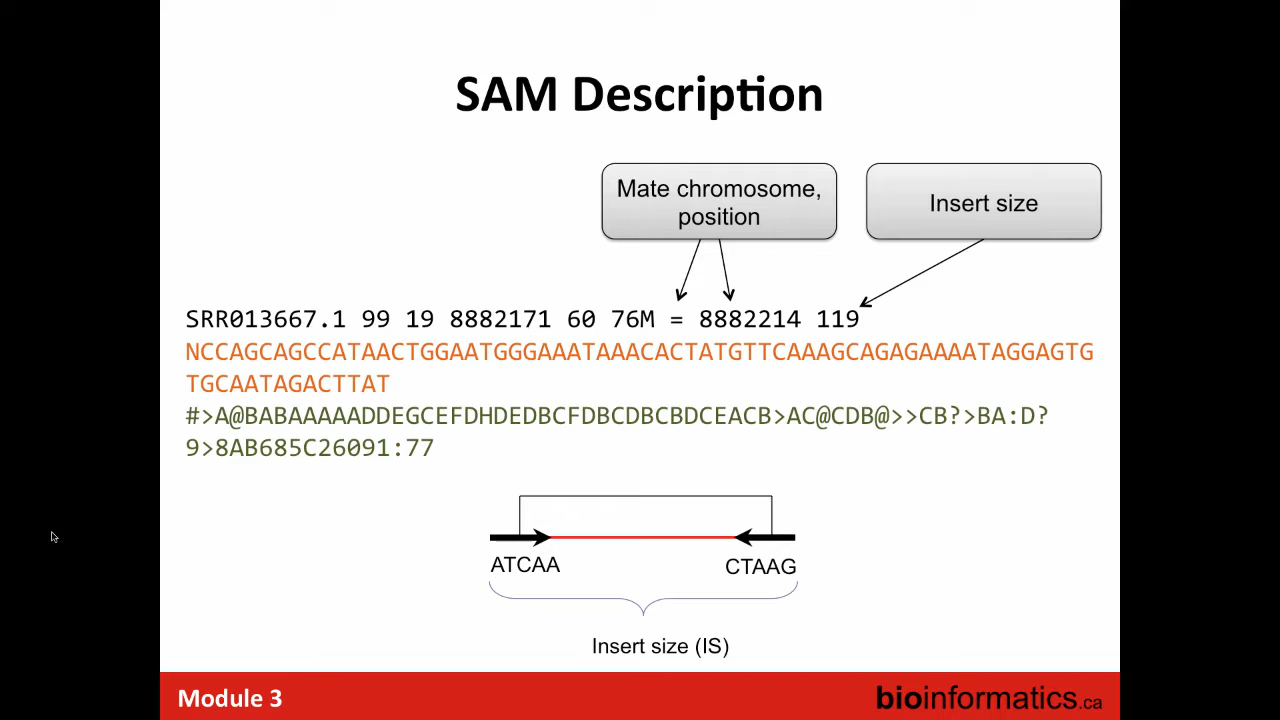 SAM Description
Mate chromosome,
position
Insert size
SRR013667.1 99 19 8882171 60 76M = 8882214 119
NCCAGCAGCCATAACTGGAATGGGAAATAAACACTATGTTCAAAGCAGAGAAAATAGGAGTG
TGCAATAGACTTAT
#>A@BABAAAAADDEGCEFDHDEDBCFDBCDBCBDCEACB>AC@CDB@>>CB?>BA:D?
9>8AB685C26091:77
ATCAA
CTAAG
Insert size (IS)
Module 3
bioinformatics.ca